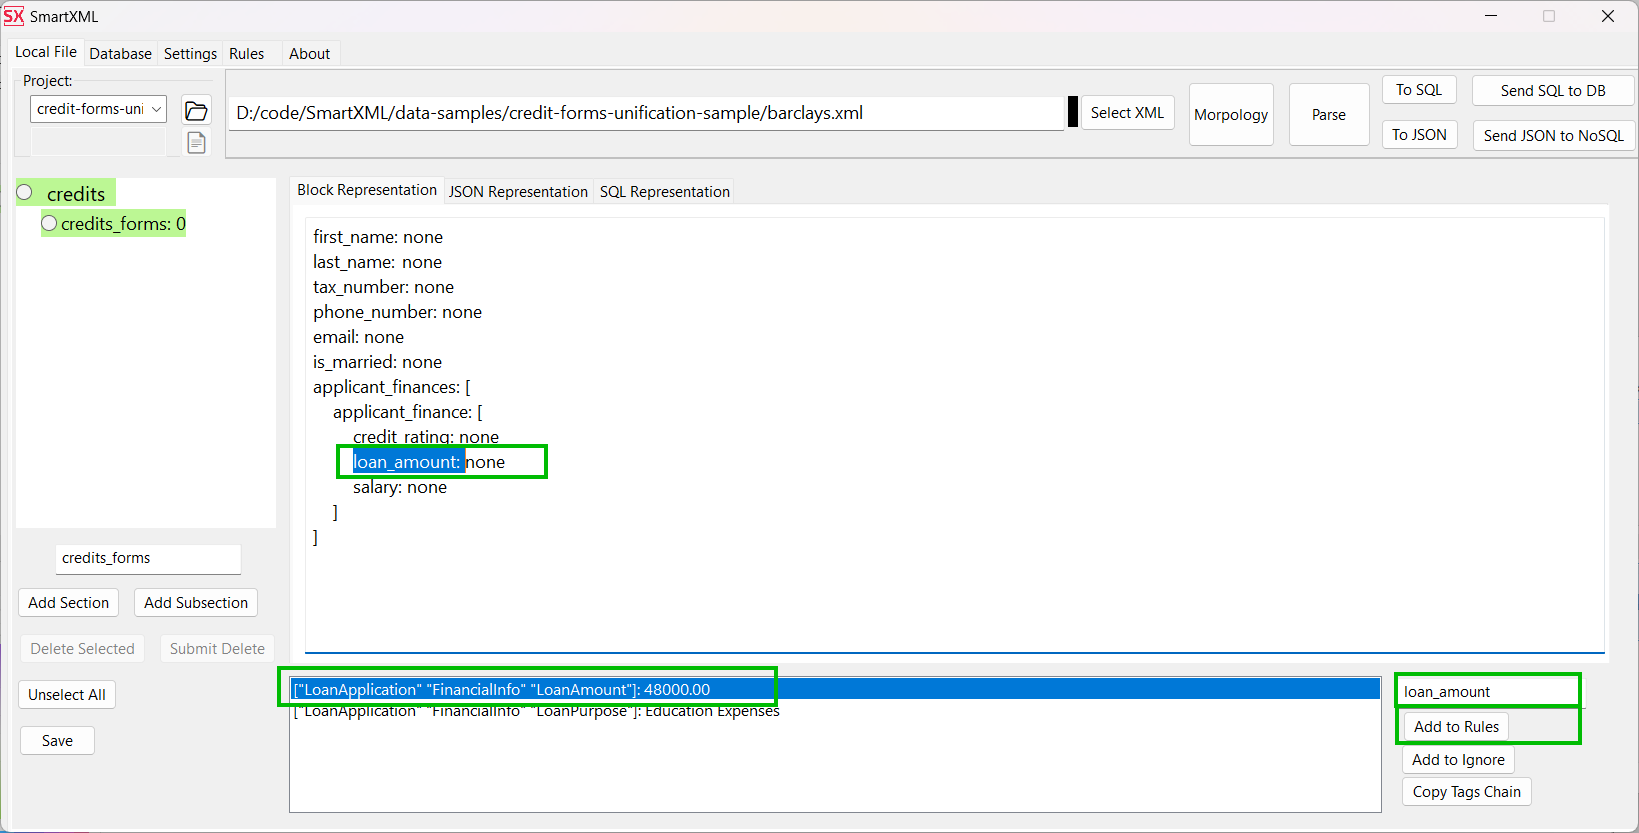 SX SmartXML
Local File Database Settings Rules About
Project:
credit-forms-uni
D:/code/SmartXML/data-samples/credit-forms-unification-sample/barclays.xml
Select XML
Morpology
Parse
To SQL
Send SQL to DB
To JSON
Send JSON to NoSQL
credits
credits_forms: 0
credits_forms
Add Section Add Subsection
Delete Selected Submit Delete
Unselect All
Save
Block Representation JSON Representation SQL Representation
first_name: none
last_name: none
tax_number: none
phone_number: none
email: none
is_married: none
applicant_finances: [
applicant_finance: [
credit_rating: none
loan_amount: none
salary: none
]
]
["LoanApplication" "FinancialInfo" "LoanAmount"]: 48000.00
["LoanApplication" "FinancialInfo" "LoanPurpose"]: Education Expenses
loan_amount
Add to Rules
Add to Ignore
Copy Tags Chain